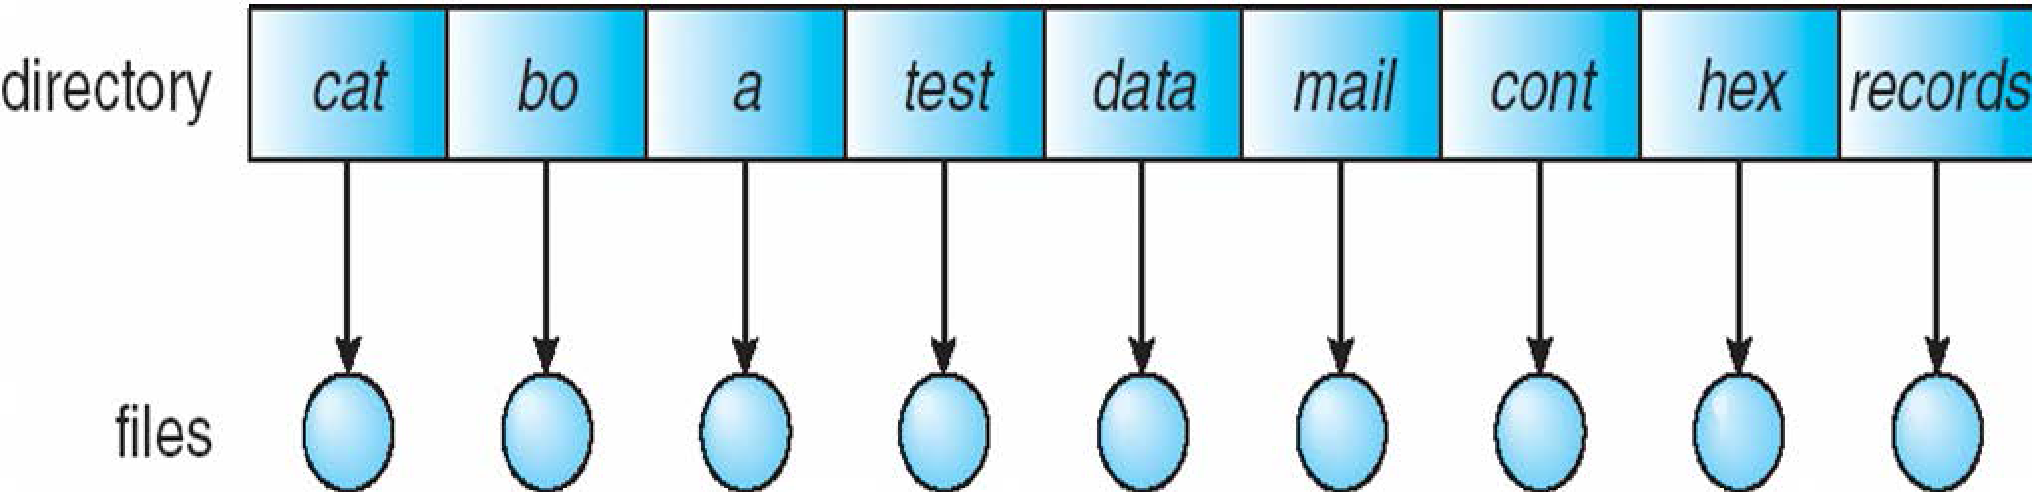 directory cat bo a test data mail cont hex records
files